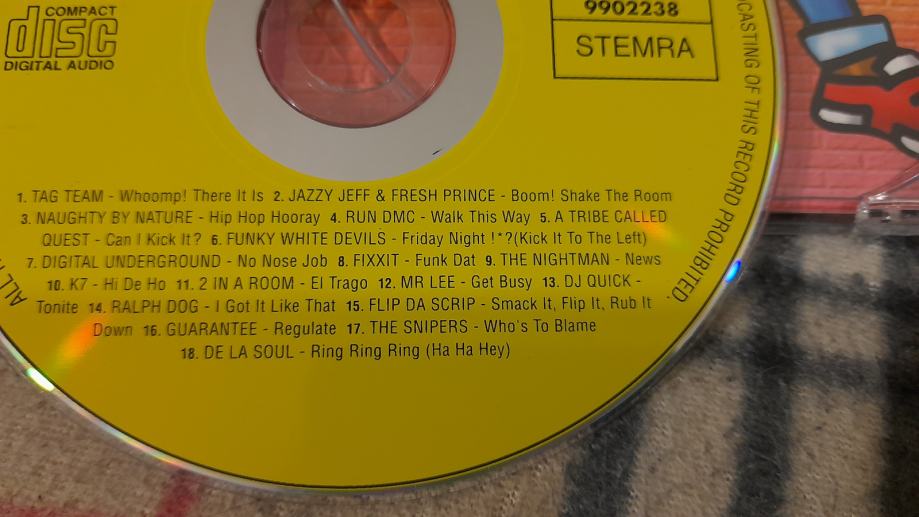 COMPACT
disc
DIGITAL AUDIO
9902238
STEMRA
CASTING OF THIS RECORD PROHIBITED
1. TAG TEAM - Whoomp! There It Is 2. JAZZY JEFF & FRESH PRINCE - Boom! Shake The Room
3. NAUGHTY BY NATURE - Hip Hop Hooray 4. RUN DMC - Walk This Way 5. A TRIBE CALLED
QUEST - Can I Kick It? 6. FUNKY WHITE DEVILS - Friday Night !*?(Kick It To The Left)
7. DIGITAL UNDERGROUND - No Nose Job 8. FIXXIT - Funk Dat 9. THE NIGHTMAN - News
10. K7 - Hi De Ho 11. 2 IN A ROOM - El Trago 12. MR LEE - Get Busy 13. DJ QUICK -
Tonite 14. RALPH DOG - I Got It Like That 15. FLIP DA SCRIP - Smack It, Flip It, Rub It
Down 16. GUARANTEE - Regulate 17. THE SNIPERS - Who's To Blame
18. DE LA SOUL - Ring Ring Ring (Ha Ha Hey)
ALL